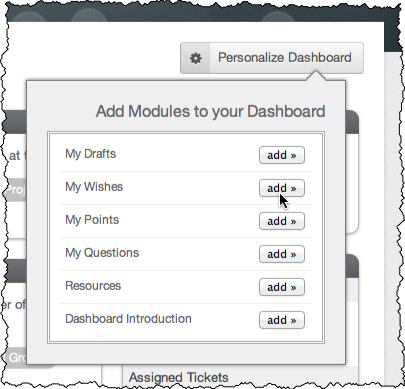 Personalize Dashboard
Add Modules to your Dashboard
My Drafts add »
at t
My Wishes add »
Proj
My Points add »
My Questions add »
Resources add »
er of
Dashboard Introduction add »
Gro
Assigned Tickets